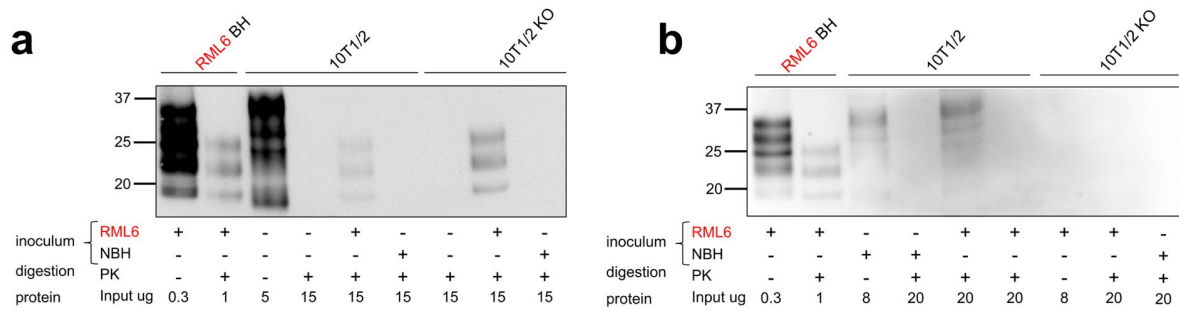 a
RML6 BH
10T1/2
10T1/2 KO
37
25
20
inoculum
RML6 + + - - + - - + -
NBH + +
digestion PK - + - + + + + + +
protein Input ug 0.3 1 5 15 15 15 15 15 15
b
RML6 BH
10T1/2
10T1/2 KO
37
25
20
inoculum
RML6 + + - - + + + + -
NBH + + +
digestion PK - + - + + + - + +
protein Input ug 0.3 1 8 20 20 20 8 20 20